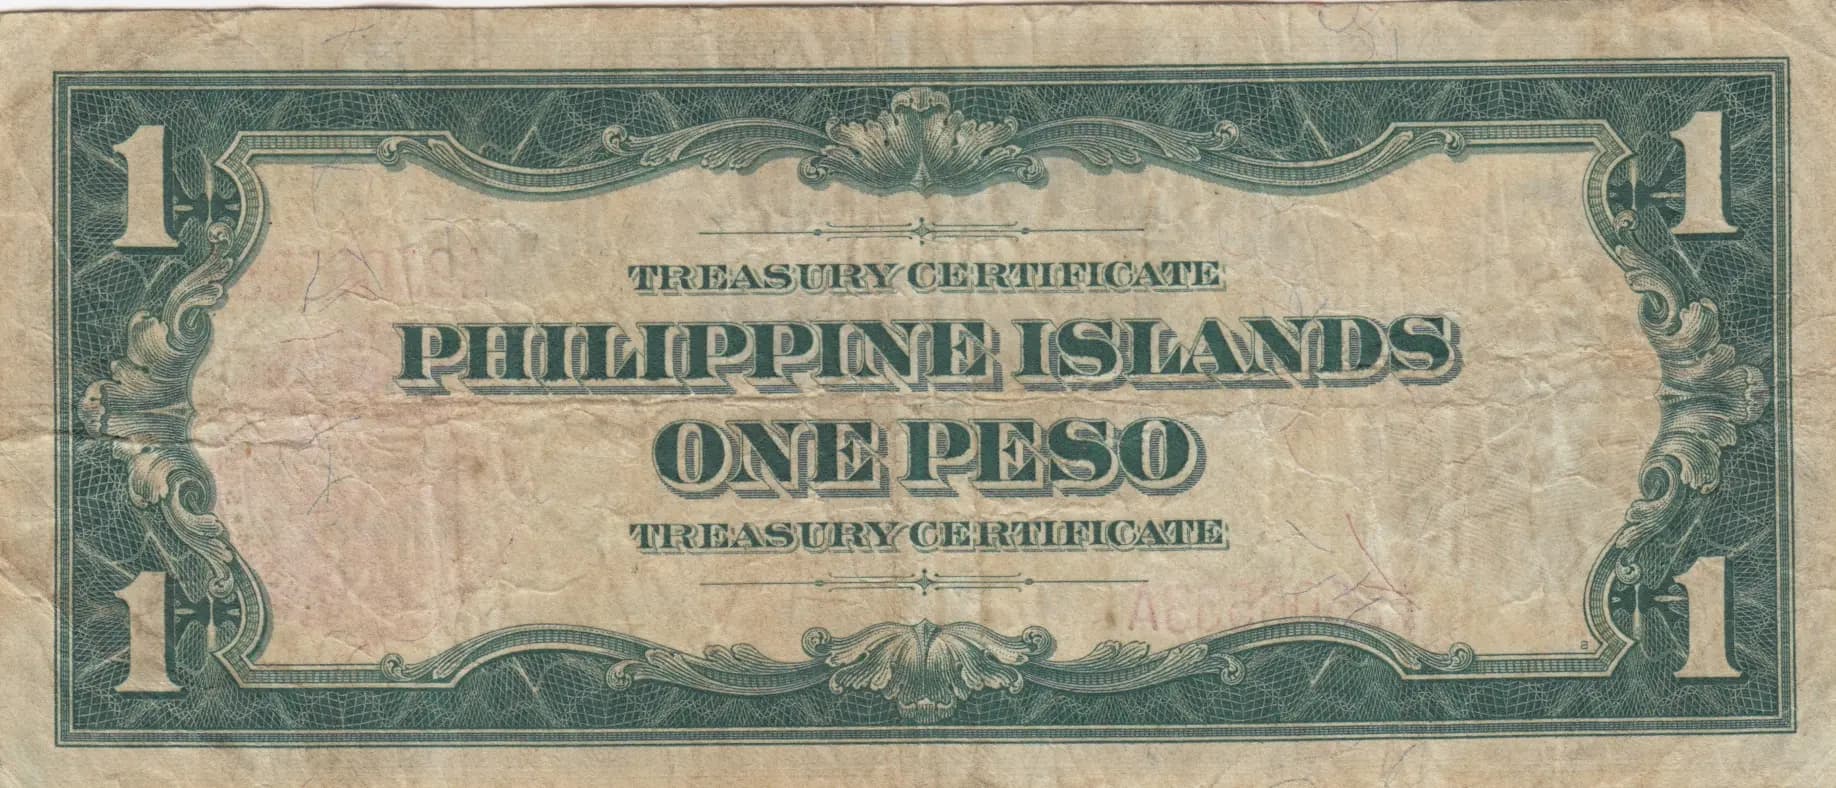 1 1
TREASURY CERTIFICATE
PHILIPPINE ISLANDS
ONE PESO
TREASURY CERTIFICATE
1 1